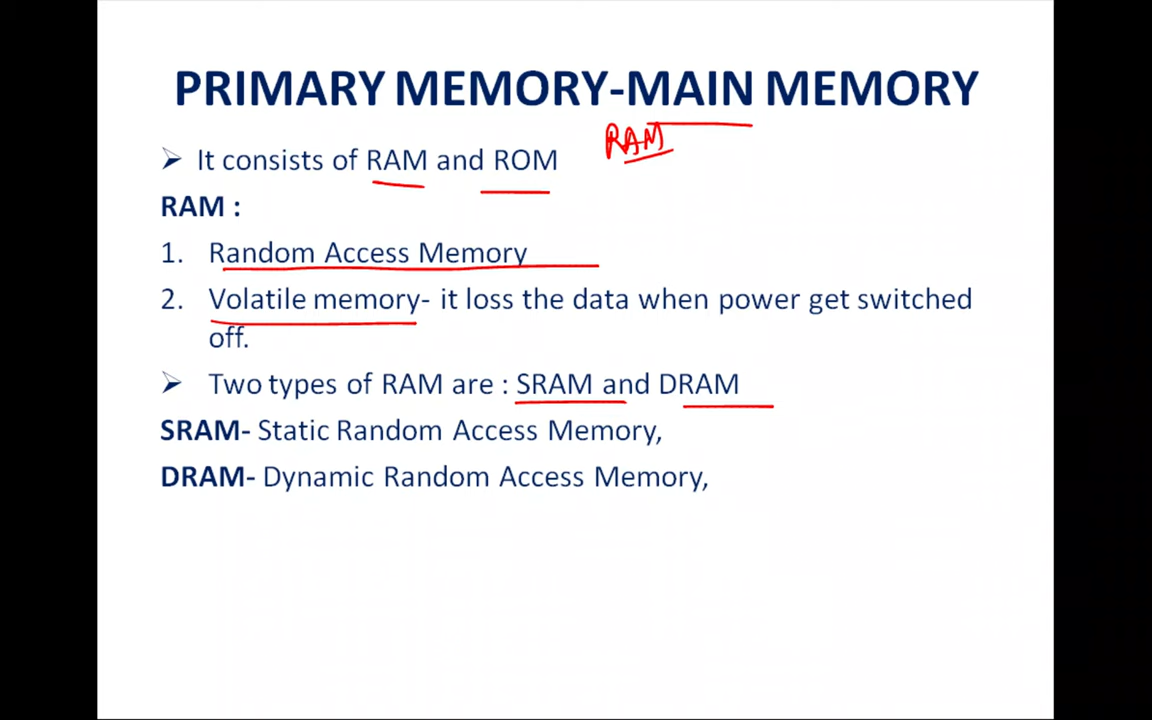 PRIMARY MEMORY-MAIN MEMORY
RAM
➢ It consists of RAM and ROM
RAM :
1. Random Access Memory
2. Volatile memory- it loss the data when power get switched
off.
➢ Two types of RAM are : SRAM and DRAM
SRAM- Static Random Access Memory,
DRAM- Dynamic Random Access Memory,